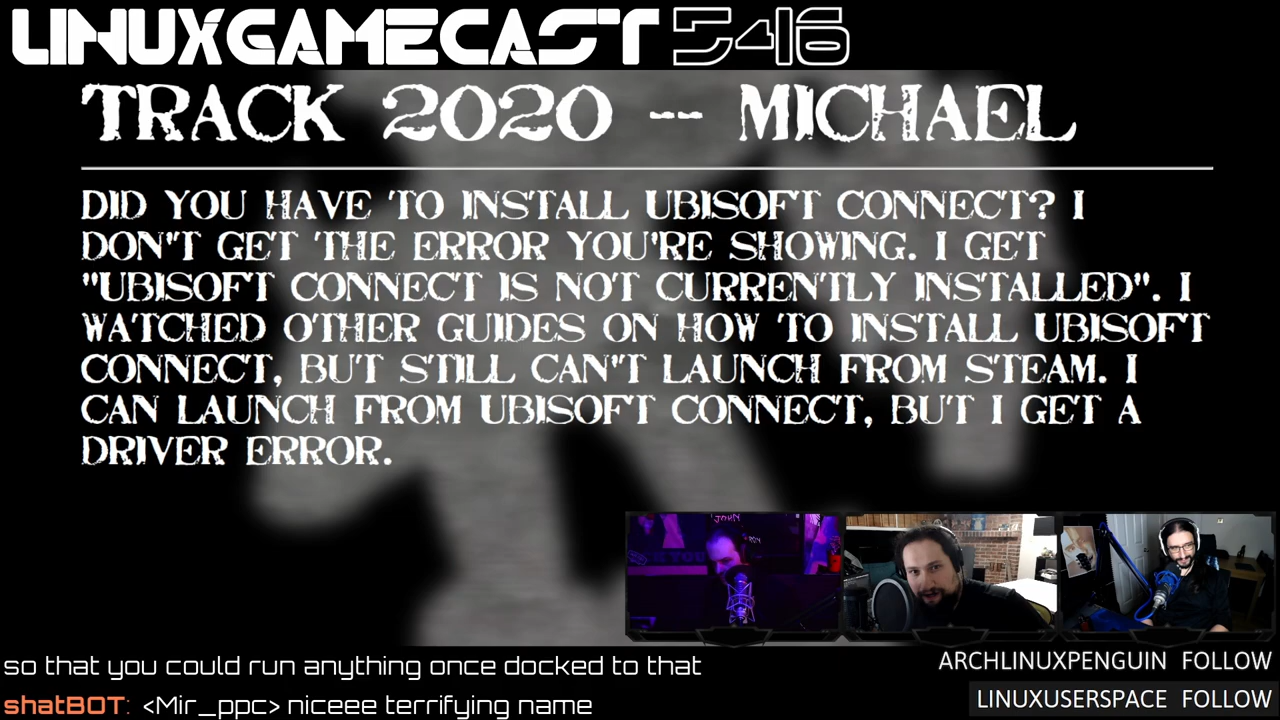 LINUXGAMECAST 546
TRACK 2020 -- MICHAEL
DID YOU HAVE TO INSTALL UBISOFT CONNECT? I
DON'T GET THE ERROR YOU'RE SHOWING. I GET
"UBISOFT CONNECT IS NOT CURRENTLY INSTALLED". I
WATCHED OTHER GUIDES ON HOW TO INSTALL UBISOFT
CONNECT, BUT STILL CAN'T LAUNCH FROM STEAM. I
CAN LAUNCH FROM UBISOFT CONNECT, BUT I GET A
DRIVER ERROR.
JOHN
so that you could run anything once docked to that
shatBOT: <Mir_ppc> niceee terrifying name
ARCHLINUXPENGUIN FOLLOW
LINUXUSERSPACE FOLLOW